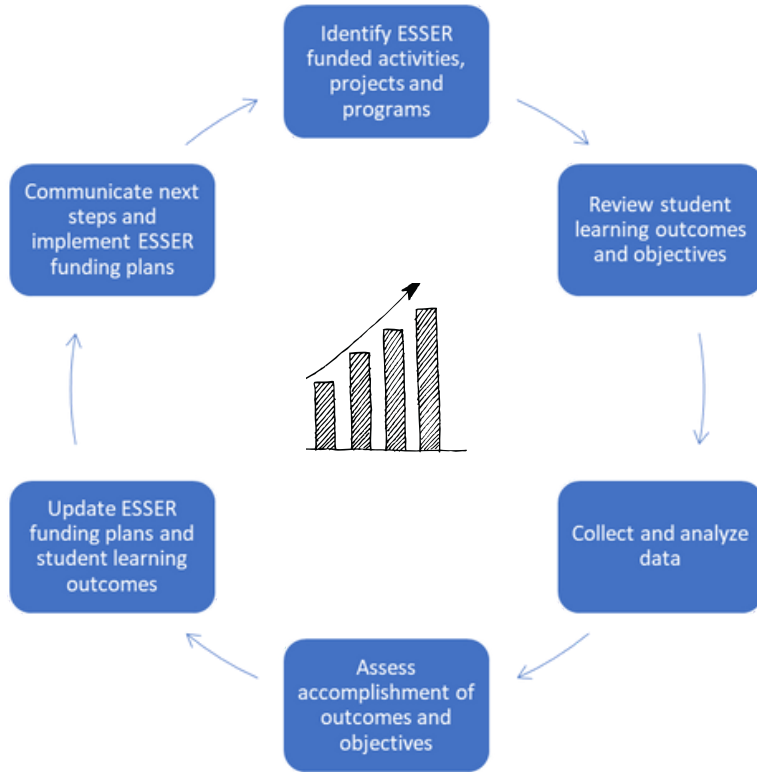 Identify ESSER
funded activities,
projects and
programs
Review student
learning outcomes
and objectives
Collect and analyze
data
Assess
accomplishment of
outcomes and
objectives
Update ESSER
funding plans and
student learning
outcomes
Communicate next
steps and
implement ESSER
funding plans